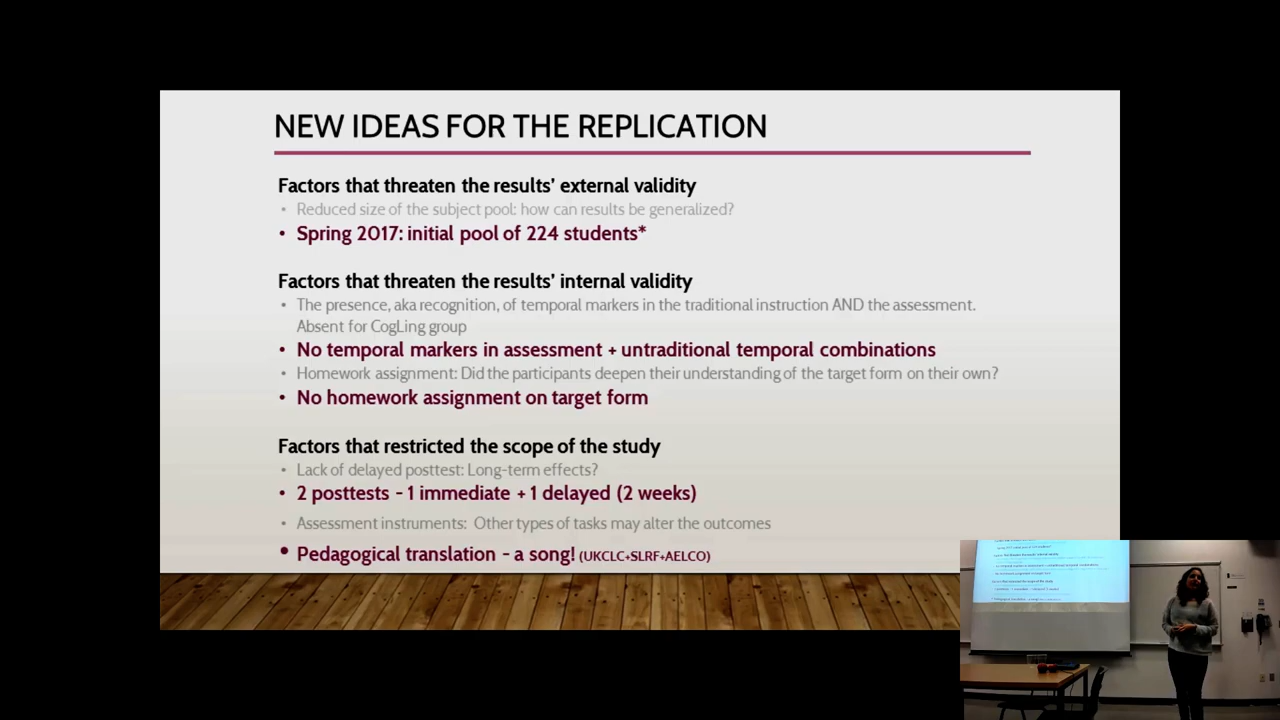 NEW IDEAS FOR THE REPLICATION
Factors that threaten the results' external validity
• Reduced size of the subject pool: how can results be generalized?
• Spring 2017: initial pool of 224 students*
Factors that threaten the results' internal validity
• The presence, aka recognition, of temporal markers in the traditional instruction AND the assessment.
Absent for CogLing group
• No temporal markers in assessment + untraditional temporal combinations
• Homework assignment: Did the participants deepen their understanding of the target form on their own?
• No homework assignment on target form
Factors that restricted the scope of the study
• Lack of delayed posttest: Long-term effects?
• 2 posttests - 1 immediate + 1 delayed (2 weeks)
• Assessment instruments: Other types of tasks may alter the outcomes
• Pedagogical translation - a song! (UKCLC+SLRF+AELCO)